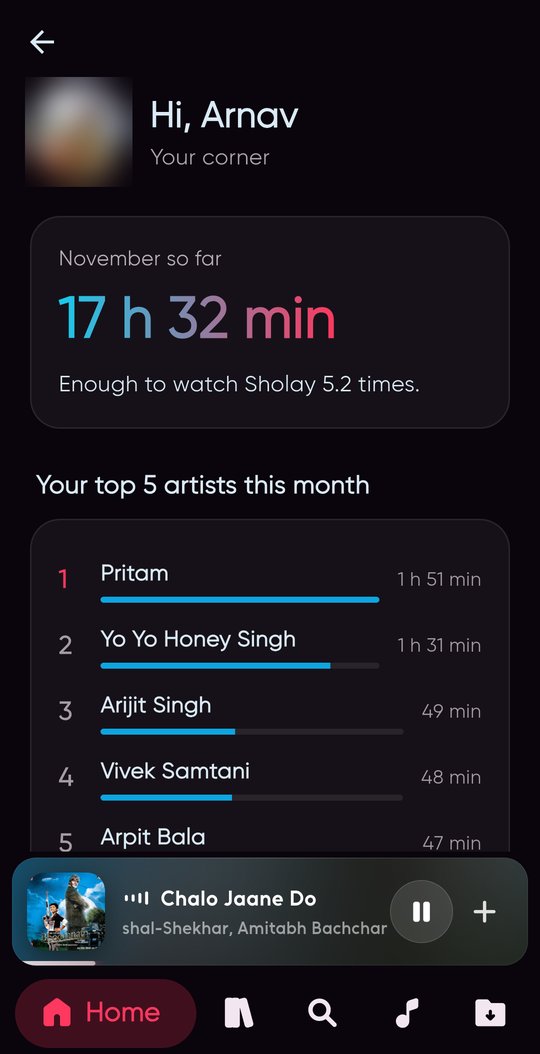 Hi, Arnav
Your corner
November so far
17 h 32 min
Enough to watch Sholay 5.2 times.
Your top 5 artists this month
1 Pritam 1 h 51 min
2 Yo Yo Honey Singh 1 h 31 min
3 Arijit Singh 49 min
4 Vivek Samtani 48 min
5 Arpit Bala 47 min
Chalo Jaane Do
shal-Shekhar, Amitabh Bachchar
Home